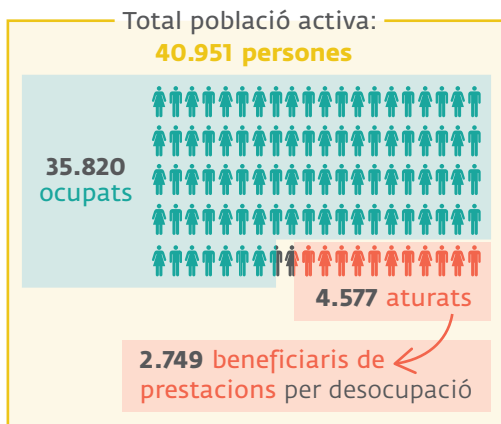 Total població activa:
40.951 persones
35.820
ocupats
4.577 aturats
2.749 beneficiaris de
prestacions per desocupació